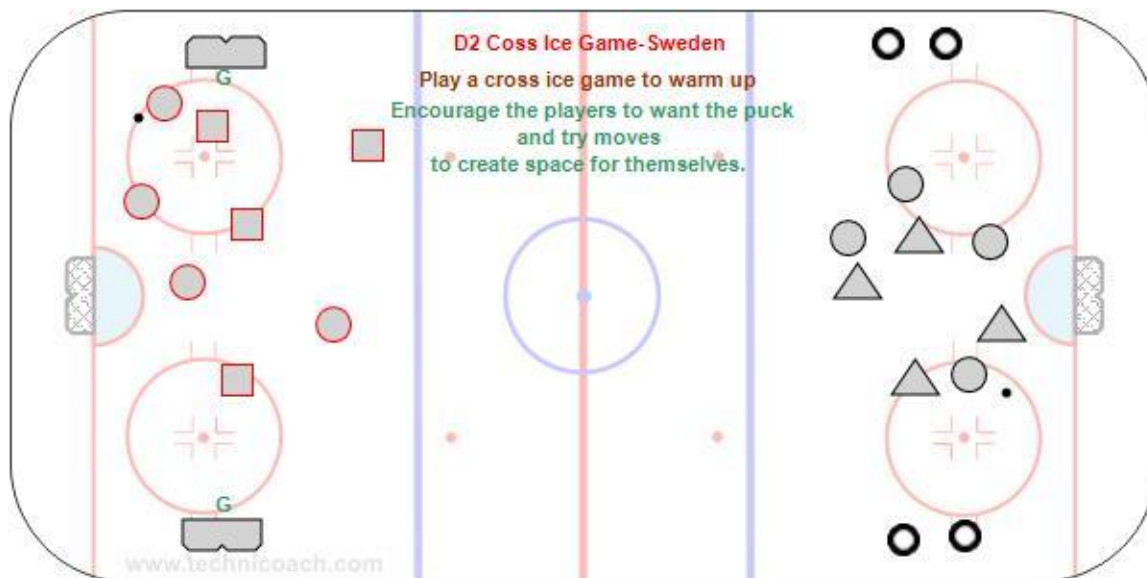 D2 Coss Ice Game-Sweden
Play a cross ice game to warm up
Encourage the players to want the puck
and try moves
to create space for themselves.
G
G
www.technicoach.com